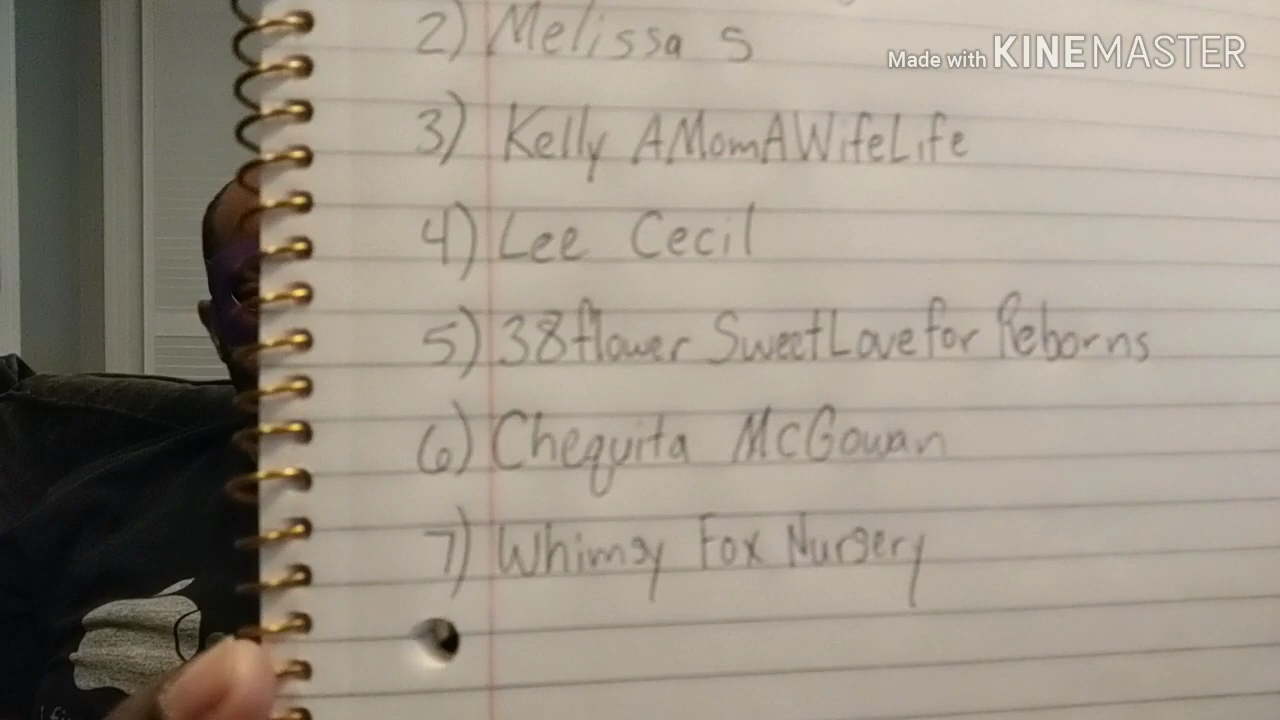 2) Melissa S
Made with KINEMASTER
3) Kelly AMomAWifeLife
4) Lee Cecil
5) 38flower SweetLovefor Reborns
6) Chequita McGowan
7) Whimsy Fox Nursery